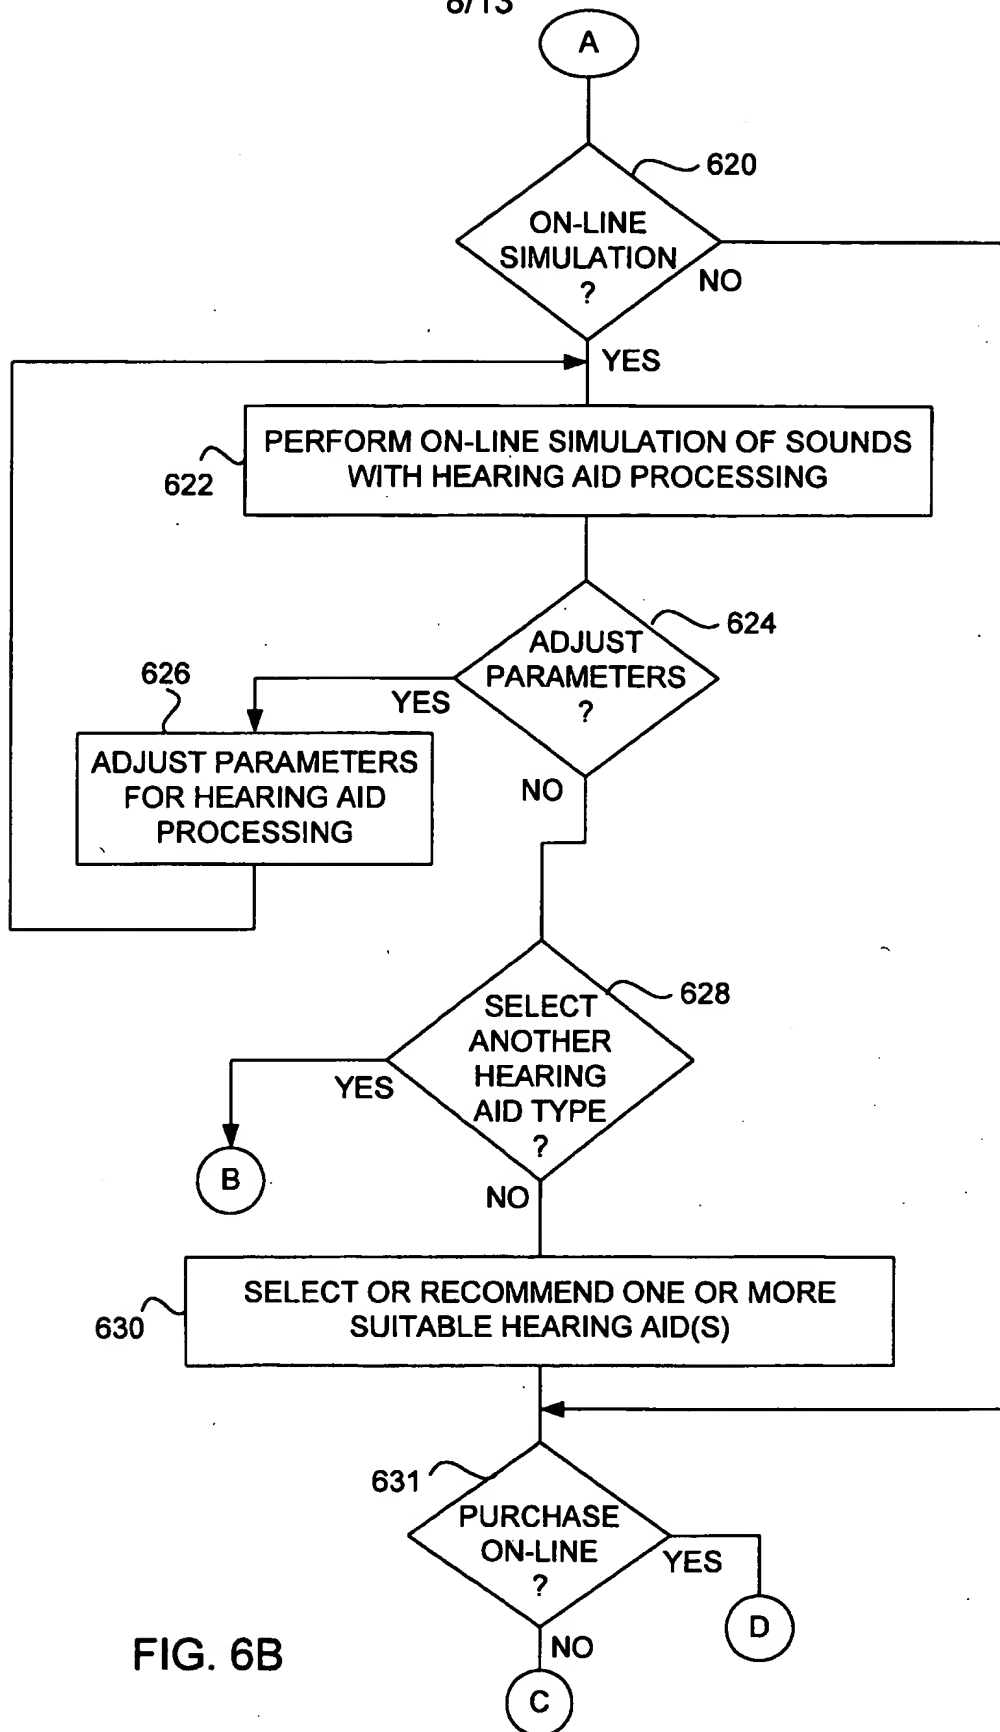 8/13
A
620
ON-LINE
SIMULATION
?
NO
YES
PERFORM ON-LINE SIMULATION OF SOUNDS
WITH HEARING AID PROCESSING
622
624
ADJUST
PARAMETERS
?
YES
626
ADJUST PARAMETERS
FOR HEARING AID
PROCESSING
NO
628
SELECT
ANOTHER
HEARING
AID TYPE
?
YES
B
NO
SELECT OR RECOMMEND ONE OR MORE
SUITABLE HEARING AID(S)
630
631
PURCHASE
ON-LINE
?
YES
D
NO
C
FIG. 6B